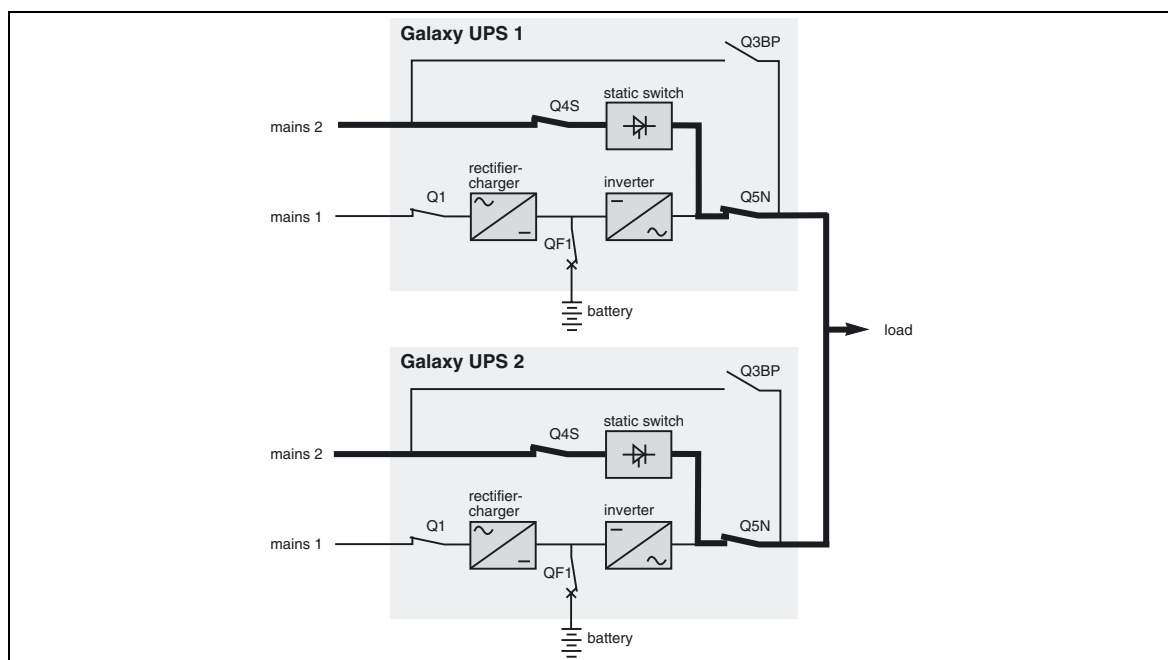 Galaxy UPS 1
Q3BP
static switch
Q4S
mains 2
rectifier-
charger
inverter
Q1
Q5N
mains 1
QF1
battery
load
Galaxy UPS 2
Q3BP
static switch
Q4S
mains 2
rectifier-
charger
inverter
Q1
Q5N
mains 1
QF1
battery